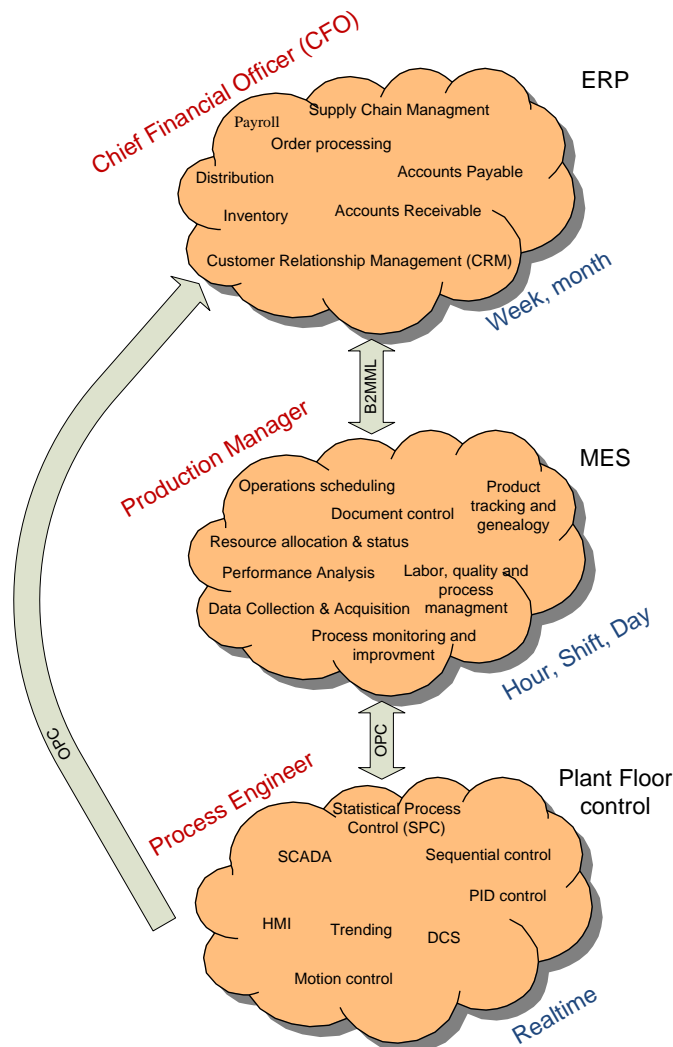 Chief Financial Officer (CFO)
ERP
Supply Chain Managment
Payroll
Order processing
Distribution
Accounts Payable
Inventory
Accounts Receivable
Customer Relationship Management (CRM)
Week, month
B2MML
Production Manager
MES
Operations scheduling
Product
tracking and
genealogy
Document control
Resource allocation & status
Performance Analysis
Labor, quality and
process
managment
Data Collection & Acquisition
Process monitoring and
improvment
Hour, Shift, Day
OPC
OPC
Process Engineer
Plant Floor
control
Statistical Process
Control (SPC)
SCADA
Sequential control
PID control
HMI
Trending
DCS
Motion control
Realtime